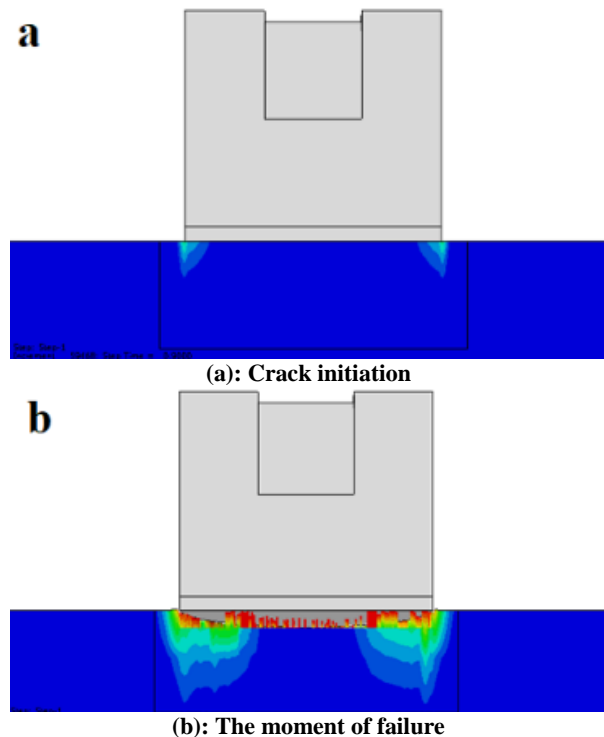 a
(a): Crack initiation
b
(b): The moment of failure